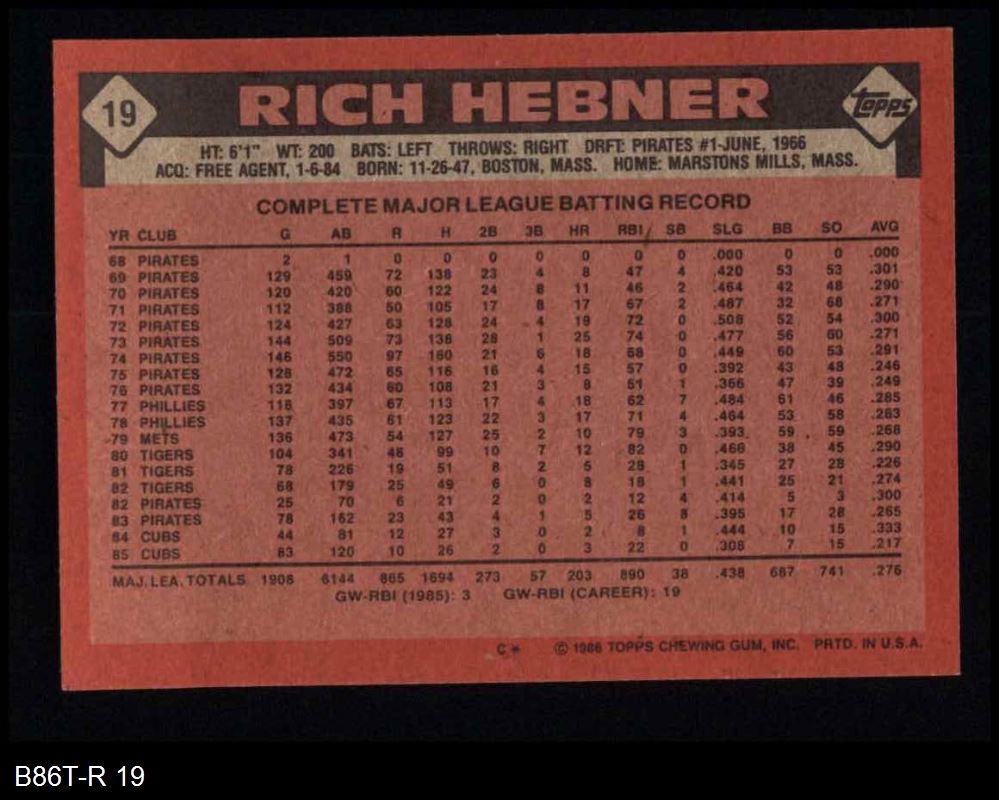 19
RICH HEBNER
Topps
HT: 6'1" WT: 200 BATS: LEFT THROWS: RIGHT DRFT: PIRATES #1-JUNE, 1966
ACQ: FREE AGENT, 1-6-84 BORN: 11-26-47, BOSTON, MASS. HOME: MARSTONS MILLS, MASS.
COMPLETE MAJOR LEAGUE BATTING RECORD
YR CLUB G AB R H 2B 3B HR RBI SB SLG BB SO AVG
68 PIRATES 2 1 0 0 0 0 0 0 0 .000 0 0 .000
69 PIRATES 129 459 72 138 23 4 8 47 4 .420 53 53 .301
70 PIRATES 120 420 60 122 24 8 11 46 2 .464 42 48 .290
71 PIRATES 112 388 50 105 17 8 17 67 2 .487 32 68 .271
72 PIRATES 124 427 63 128 24 4 19 72 0 .508 52 54 .300
73 PIRATES 144 509 73 138 28 1 25 74 0 .477 56 60 .271
74 PIRATES 146 550 97 160 21 6 18 68 0 .449 60 53 .291
75 PIRATES 128 472 65 116 16 4 15 57 0 .392 43 48 .246
76 PIRATES 132 434 60 108 21 3 8 51 1 .366 47 39 .249
77 PHILLIES 118 397 67 113 17 4 18 62 7 .484 61 46 .285
78 PHILLIES 137 435 61 123 22 3 17 71 4 .464 53 58 .283
79 METS 136 473 54 127 25 2 10 79 3 .393 59 59 .268
80 TIGERS 104 341 48 99 10 7 12 82 0 .466 38 45 .290
81 TIGERS 78 226 19 51 8 2 5 28 1 .345 27 28 .226
82 TIGERS 68 179 25 49 6 0 8 18 1 .441 25 21 .274
82 PIRATES 25 70 6 21 2 0 2 12 4 .414 5 3 .300
83 PIRATES 78 162 23 43 4 1 5 26 8 .395 17 28 .265
84 CUBS 44 81 12 27 3 0 2 8 1 .444 10 15 .333
85 CUBS 83 120 10 26 2 0 3 22 0 .308 7 15 .217
MAJ. LEA. TOTALS 1908 6144 865 1694 273 57 203 890 38 .438 687 741 .276
GW-RBI (1985): 3 GW-RBI (CAREER): 19
C* © 1986 TOPPS CHEWING GUM, INC. PRTD. IN U.S.A.
B86T-R 19